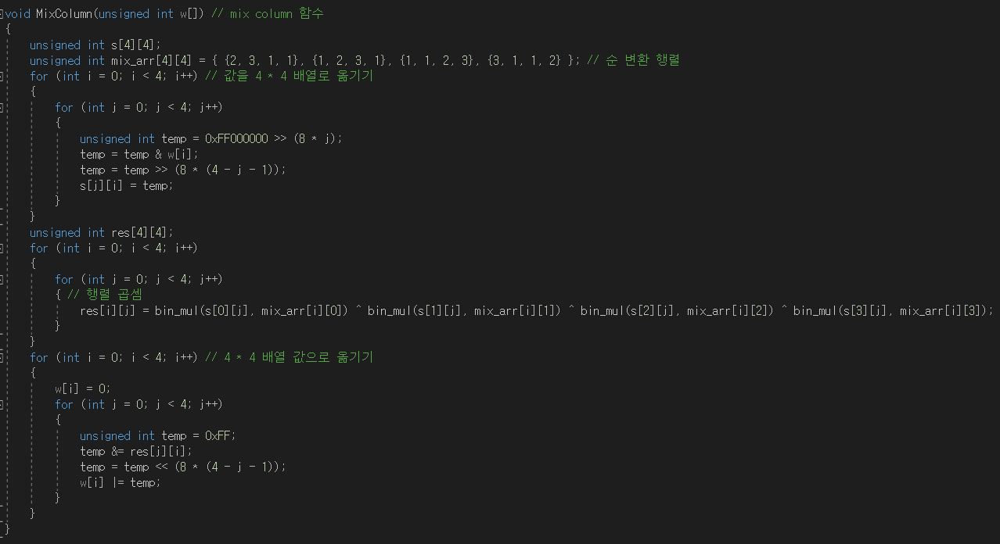 void MixColumn(unsigned int w[]) // mix column 함수
{
    unsigned int s[4][4];
    unsigned int mix_arr[4][4] = { {2, 3, 1, 1}, {1, 2, 3, 1}, {1, 1, 2, 3}, {3, 1, 1, 2} }; // 순 변환 행렬
    for (int i = 0; i < 4; i++) // 값을 4 * 4 배열로 옮기기
    {
        for (int j = 0; j < 4; j++)
        {
            unsigned int temp = 0xFF000000 >> (8 * j);
            temp = temp & w[i];
            temp = temp >> (8 * (4 - j - 1));
            s[j][i] = temp;
        }
    }
    unsigned int res[4][4];
    for (int i = 0; i < 4; i++)
    {
        for (int j = 0; j < 4; j++)
        { // 행렬 곱셈
            res[i][j] = bin_mul(s[0][j], mix_arr[i][0]) ^ bin_mul(s[1][j], mix_arr[i][1]) ^ bin_mul(s[2][j], mix_arr[i][2]) ^ bin_mul(s[3][j], mix_arr[i][3]);
        }
    }
    for (int i = 0; i < 4; i++) // 4 * 4 배열 값으로 옮기기
    {
        w[i] = 0;
        for (int j = 0; j < 4; j++)
        {
            unsigned int temp = 0xFF;
            temp &= res[j][i];
            temp = temp << (8 * (4 - j - 1));
            w[i] |= temp;
        }
    }
}